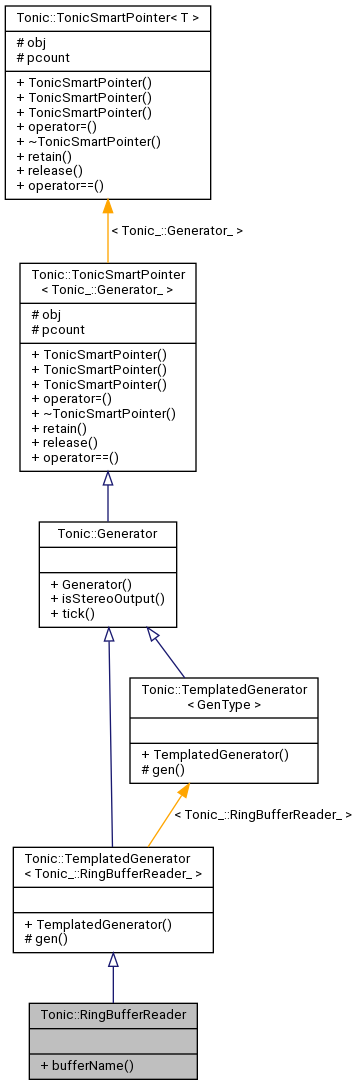 Tonic::TonicSmartPointer< T >
# obj
# pcount
+ TonicSmartPointer()
+ TonicSmartPointer()
+ TonicSmartPointer()
+ operator=()
+ ~TonicSmartPointer()
+ retain()
+ release()
+ operator==()
< Tonic_::Generator_ >
Tonic::TonicSmartPointer
< Tonic_::Generator_ >
# obj
# pcount
+ TonicSmartPointer()
+ TonicSmartPointer()
+ TonicSmartPointer()
+ operator=()
+ ~TonicSmartPointer()
+ retain()
+ release()
+ operator==()
Tonic::Generator
+ Generator()
+ isStereoOutput()
+ tick()
Tonic::TemplatedGenerator
< GenType >
+ TemplatedGenerator()
# gen()
< Tonic_::RingBufferReader_ >
Tonic::TemplatedGenerator
< Tonic_::RingBufferReader_ >
+ TemplatedGenerator()
# gen()
Tonic::RingBufferReader
+ bufferName()